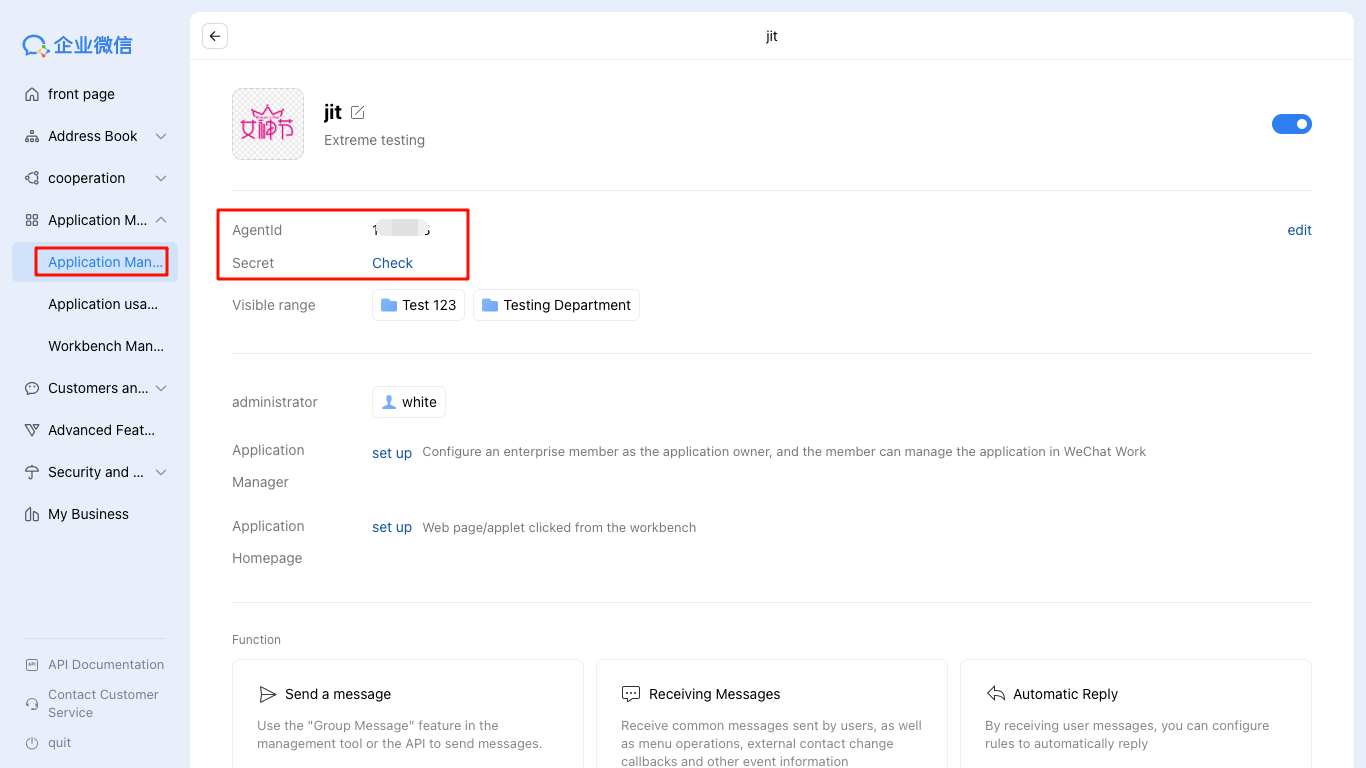 企业微信
front page
Address Book
cooperation
Application M...
Application Man...
Application usa...
Workbench Man...
Customers an...
Advanced Feat...
Security and ...
My Business
API Documentation
Contact Customer
Service
quit
jit
女神节
jit
Extreme testing
AgentId
edit
Secret Check
Visible range Test 123 Testing Department
administrator white
Application
Manager
set up Configure an enterprise member as the application owner, and the member can manage the application in WeChat Work
Application
Homepage
set up Web page/applet clicked from the workbench
Function
Send a message
Use the "Group Message" feature in the
management tool or the API to send messages.
Receiving Messages
Receive common messages sent by users, as well
as menu operations, external contact change
callbacks and other event information
Automatic Reply
By receiving user messages, you can configure
rules to automatically reply